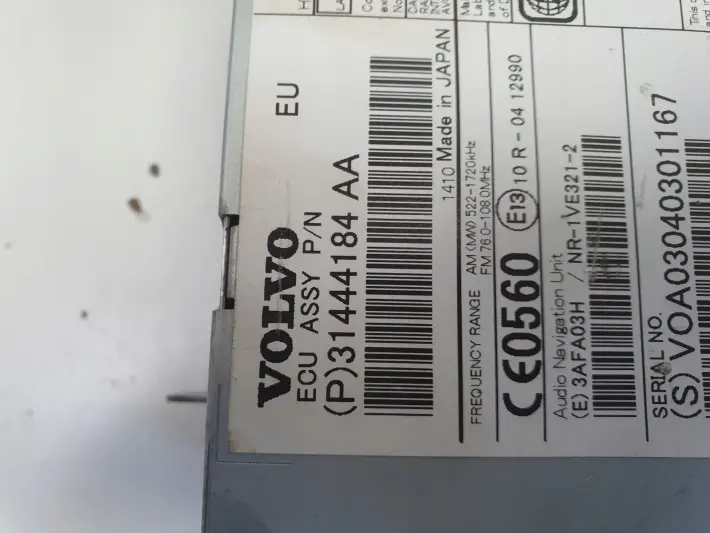 VOLVO EU
ECU ASSY P/N
(P)31444184 AA
1410 Made in JAPAN
FREQUENCY RANGE AM (MW) 522-1720kHz
FM 76.0-108.0MHz
CE0560 E13 10 R - 04 12990
Audio Navigation Unit
(E) 3AFA03H / NR-1VE321-2
SERIAL NO.
(S) VOA03040301167